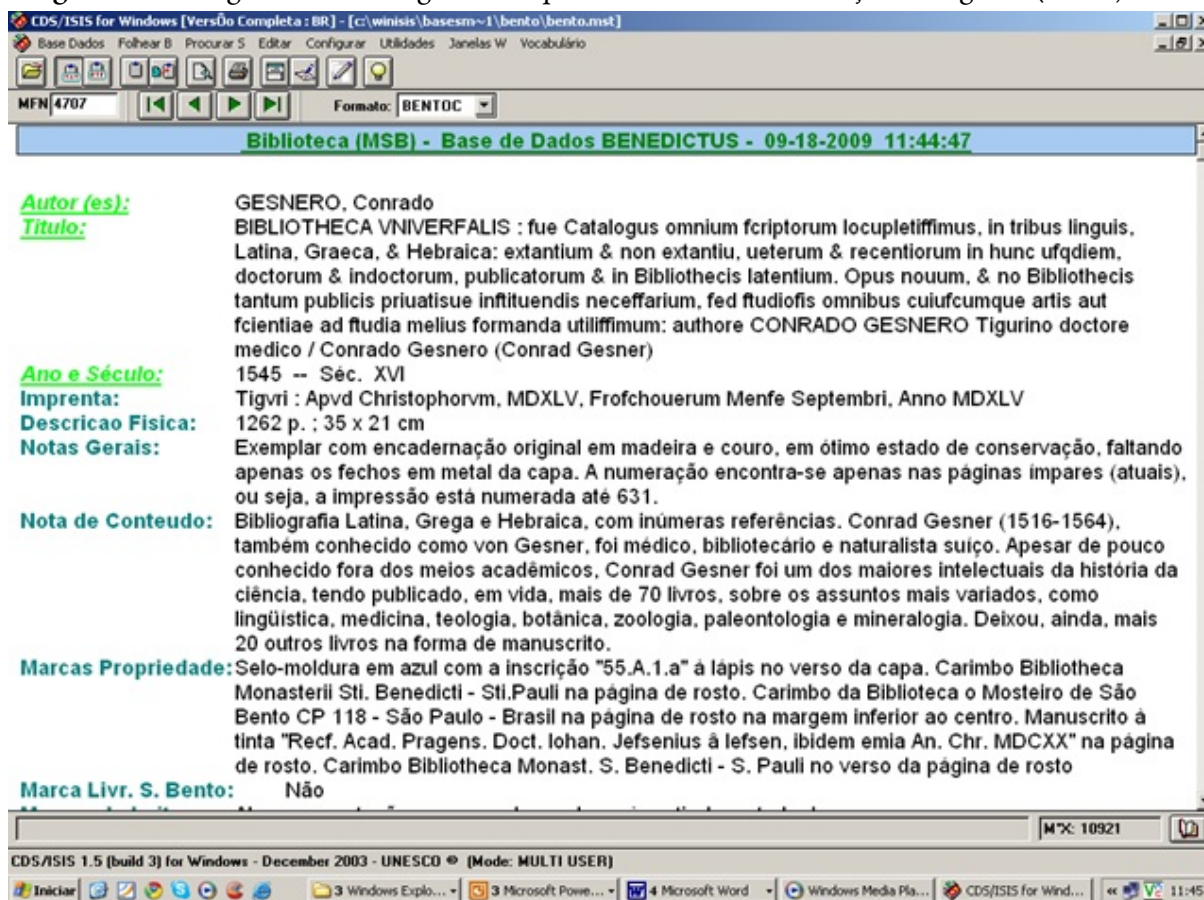 CDS/ISIS for Windows [VersÕo Completa : BR] - [c:\winisis\basesm~1\bento\bento.mst]
Base Dados Folhear B Procurar S Editar Configurar Utilidades Janelas W Vocabulário
MFN 4707 Formato: BENTOC
Biblioteca (MSB) - Base de Dados BENEDICTUS - 09-18-2009 11:44:47
Autor (es): GESNERO, Conrado
Titulo: BIBLIOTHECA VNIVERFALIS : fue Catalogus omnium fcriptorum locupletiffimus, in tribus linguis,
Latina, Graeca, & Hebraica: extantium & non extantiu, ueterum & recentiorum in hunc ufqdiem,
doctorum & indoctorum, publicatorum & in Bibliothecis latentium. Opus nouum, & no Bibliothecis
tantum publicis priuatisue inftituendis neceffarium, fed ftudiofis omnibus cuiufcumque artis aut
fcientiae ad ftudia melius formanda utiliffimum: authore CONRADO GESNERO Tigurino doctore
medico / Conrado Gesnero (Conrad Gesner)
Ano e Século: 1545 -- Séc. XVI
Imprenta: Tigvri : Apvd Christophorvm, MDXLV, Frofchouerum Menfe Septembri, Anno MDXLV
Descricao Fisica: 1262 p. ; 35 x 21 cm
Notas Gerais: Exemplar com encadernação original em madeira e couro, em ótimo estado de conservação, faltando
apenas os fechos em metal da capa. A numeração encontra-se apenas nas páginas ímpares (atuais),
ou seja, a impressão está numerada até 631.
Nota de Conteudo: Bibliografia Latina, Grega e Hebraica, com inúmeras referências. Conrad Gesner (1516-1564),
também conhecido como von Gesner, foi médico, bibliotecário e naturalista suíço. Apesar de pouco
conhecido fora dos meios acadêmicos, Conrad Gesner foi um dos maiores intelectuais da história da
ciência, tendo publicado, em vida, mais de 70 livros, sobre os assuntos mais variados, como
lingüística, medicina, teologia, botânica, zoologia, paleontologia e mineralogia. Deixou, ainda, mais
20 outros livros na forma de manuscrito.
Marcas Propriedade: Selo-moldura em azul com a inscrição "55.A.1.a" á lápis no verso da capa. Carimbo Bibliotheca
Monasterii Sti. Benedicti - Sti.Pauli na página de rosto. Carimbo da Biblioteca o Mosteiro de São
Bento CP 118 - São Paulo - Brasil na página de rosto na margem inferior ao centro. Manuscrito à
tinta "Recf. Acad. Pragens. Doct. Iohan. Jefsenius â lefsen, ibidem emia An. Chr. MDCXX" na página
de rosto. Carimbo Bibliotheca Monast. S. Benedicti - S. Pauli no verso da página de rosto
Marca Livr. S. Bento: Não
M*X: 10921
CDS/ISIS 1.5 (build 3) for Windows - December 2003 - UNESCO © (Mode: MULTI USER)
Iniciar 3 Windows Explo... 3 Microsoft Powe... 4 Microsoft Word Windows Media Pla... CDS/ISIS for Wind... « 11:45